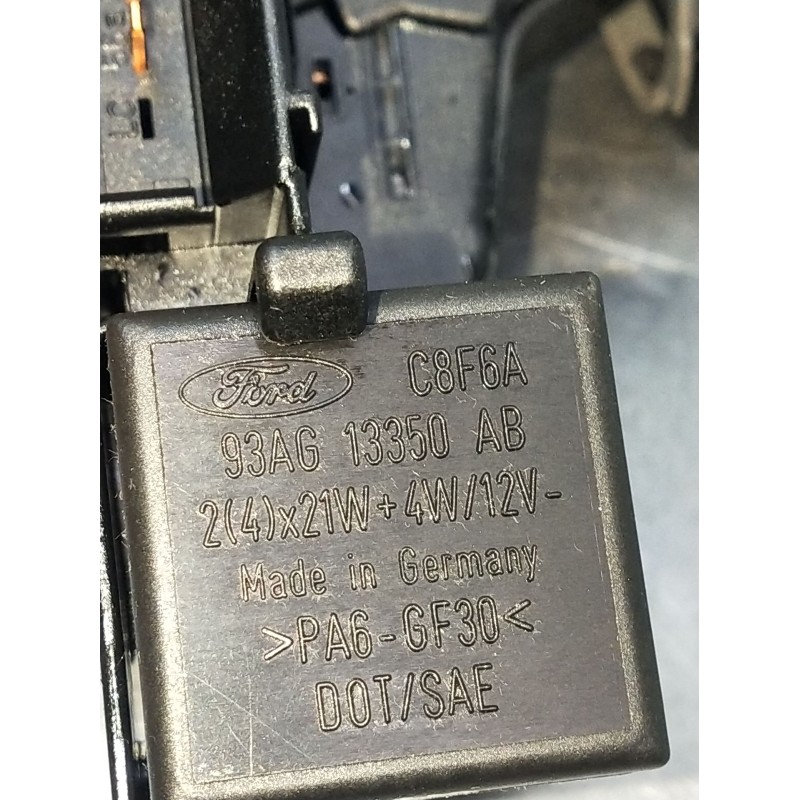 Ford C8F6A
93AG 13350 AB
2(4)x21W+4W/12V-
Made in Germany
>PA6-GF30<
DOT/SAE